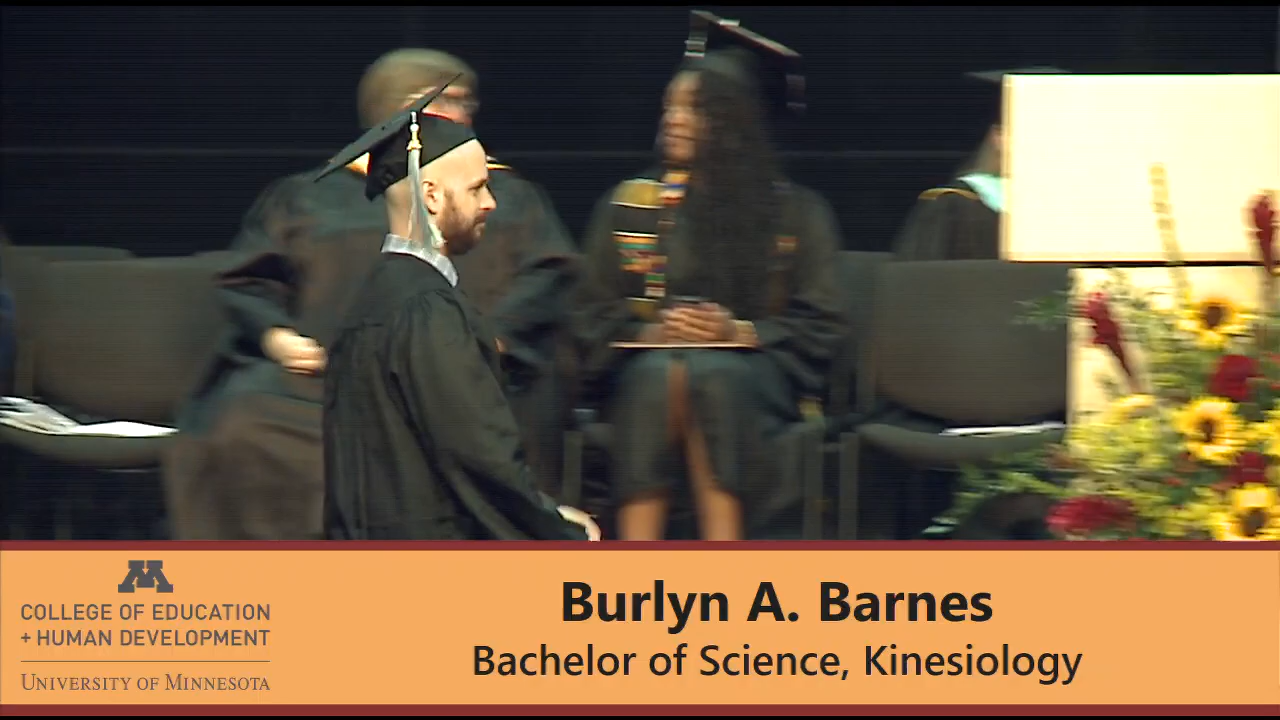 M
COLLEGE OF EDUCATION
+ HUMAN DEVELOPMENT
UNIVERSITY OF MINNESOTA
Burlyn A. Barnes
Bachelor of Science, Kinesiology